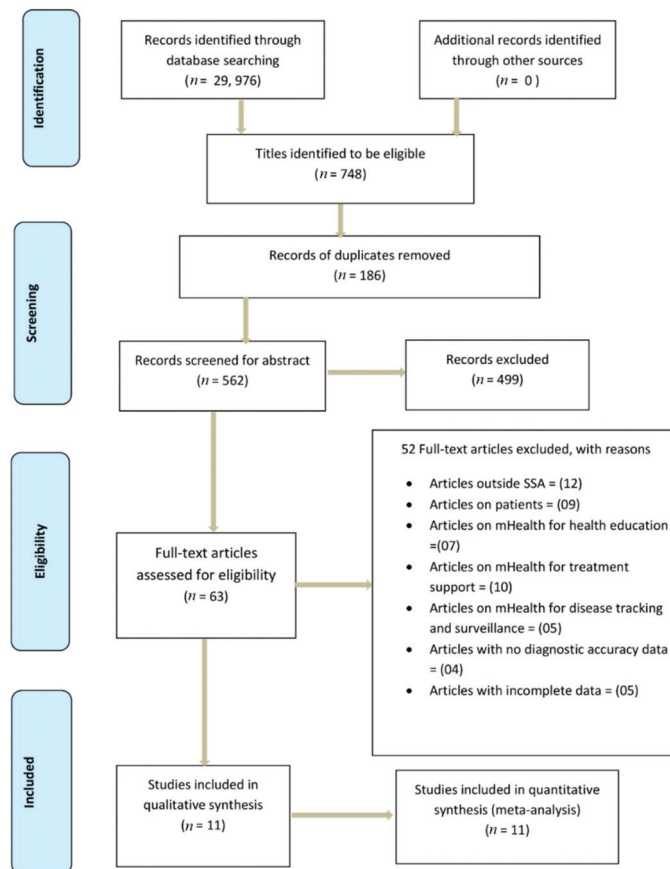 Identification
Records identified through
database searching
(n = 29, 976)
Additional records identified
through other sources
(n = 0 )
Titles identified to be eligible
(n = 748)
Screening
Records of duplicates removed
(n = 186)
Records screened for abstract
(n = 562)
Records excluded
(n = 499)
Eligibility
Full-text articles
assessed for eligibility
(n = 63)
52 Full-text articles excluded, with reasons
• Articles outside SSA = (12)
• Articles on patients = (09)
• Articles on mHealth for health education
=(07)
• Articles on mHealth for treatment
support = (10)
• Articles on mHealth for disease tracking
and surveillance = (05)
• Articles with no diagnostic accuracy data
= (04)
• Articles with incomplete data = (05)
Included
Studies included in
qualitative synthesis
(n = 11)
Studies included in quantitative
synthesis (meta-analysis)
(n = 11)